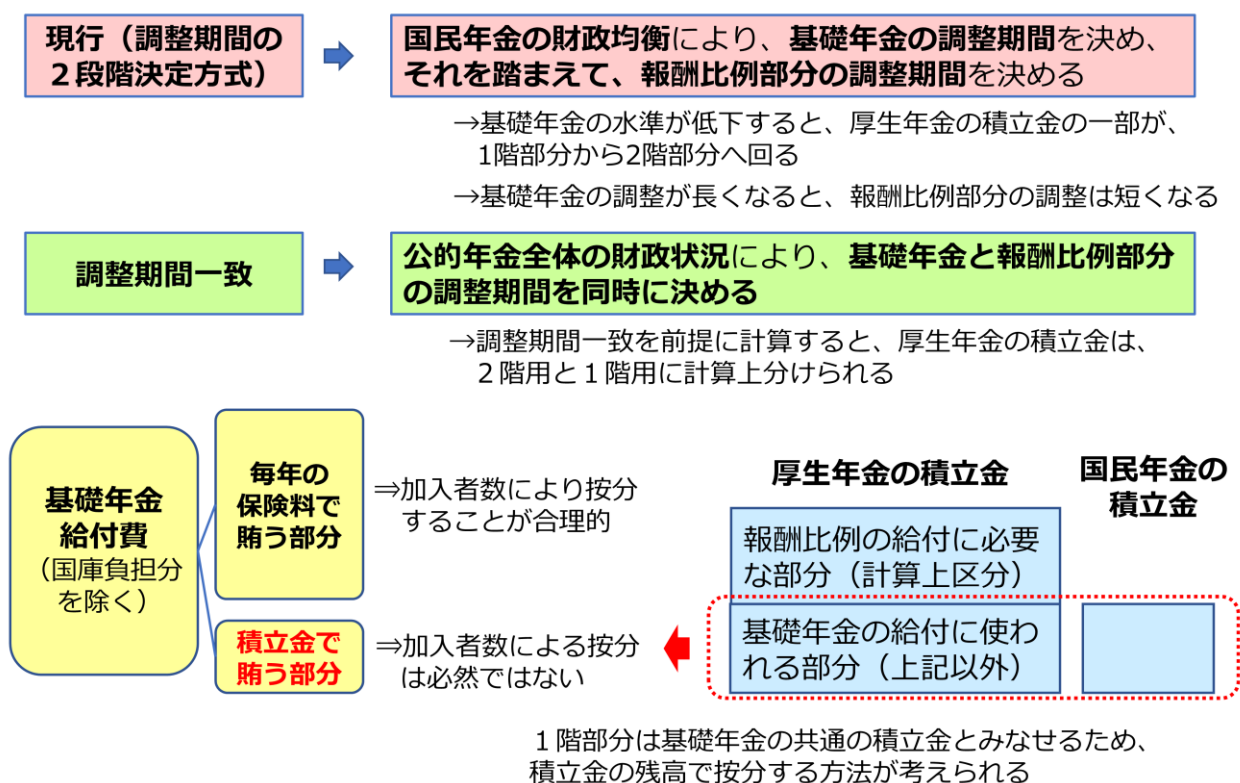 現行（調整期間の
２段階決定方式）
国民年金の財政均衡により、基礎年金の調整期間を決め、
それを踏まえて、報酬比例部分の調整期間を決める
→基礎年金の水準が低下すると、厚生年金の積立金の一部が、
1階部分から2階部分へ回る
→基礎年金の調整が長くなると、報酬比例部分の調整は短くなる
調整期間一致
公的年金全体の財政状況により、基礎年金と報酬比例部分
の調整期間を同時に決める
→調整期間一致を前提に計算すると、厚生年金の積立金は、
２階用と１階用に計算上分けられる
基礎年金
給付費
（国庫負担分
を除く）
毎年の
保険料で
賄う部分
⇒加入者数により按分
することが合理的
積立金で
賄う部分
⇒加入者数による按分
は必然ではない
厚生年金の積立金
国民年金の
積立金
報酬比例の給付に必要
な部分（計算上区分）
基礎年金の給付に使わ
れる部分（上記以外）
１階部分は基礎年金の共通の積立金とみなせるため、
積立金の残高で按分する方法が考えられる